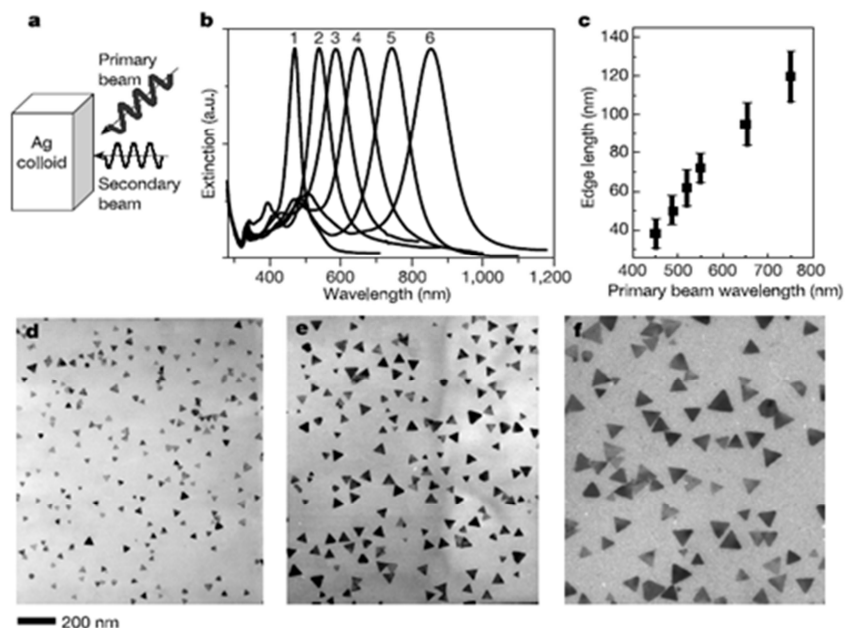 a
Primary
beam
Ag
colloid
Secondary
beam
b
1 2 3 4 5 6
Extinction (a.u.)
400 600 800 1,000 1,200
Wavelength (nm)
c
140
120
100
80
60
40
Edge length (nm)
400 500 600 700 800
Primary beam wavelength (nm)
d
e
f
200 nm